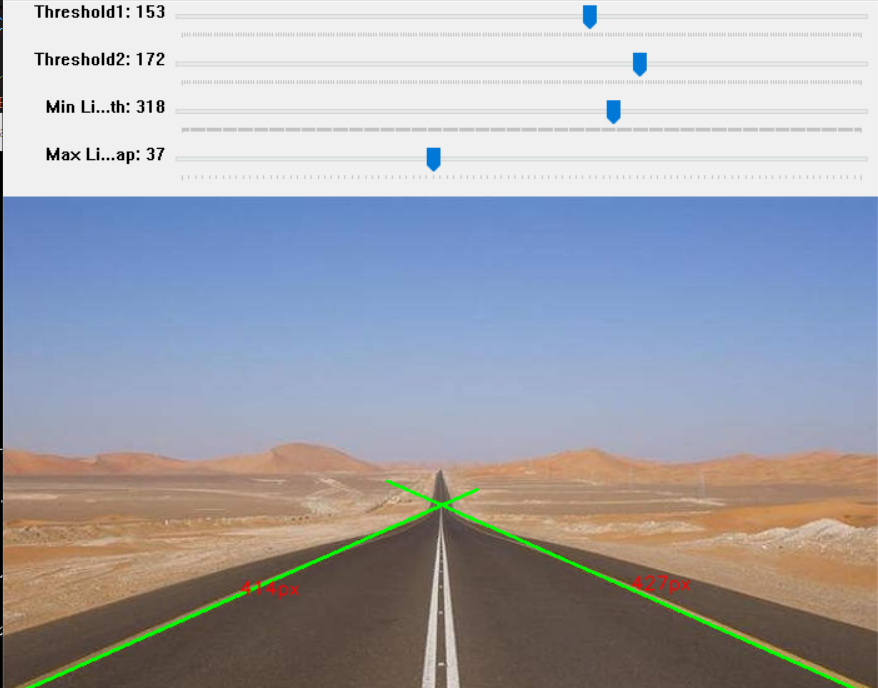 Threshold1: 153
Threshold2: 172
Min Li...th: 318
Max Li...ap: 37
414px
427px